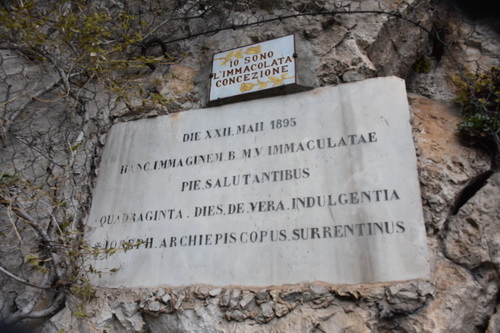 IO SONO
L'IMMACOLATA
CONCEZIONE
DIE XXII. MAII 1895
HANC. IMMAGINEM. B. M. V. IMMACULATAE
PIE. SALUTANTIBUS
QUADRAGINTA. DIES. DE. VERA. INDULGENTIA
IOSEPH. ARCHIEPISCOPUS. SURRENTINUS